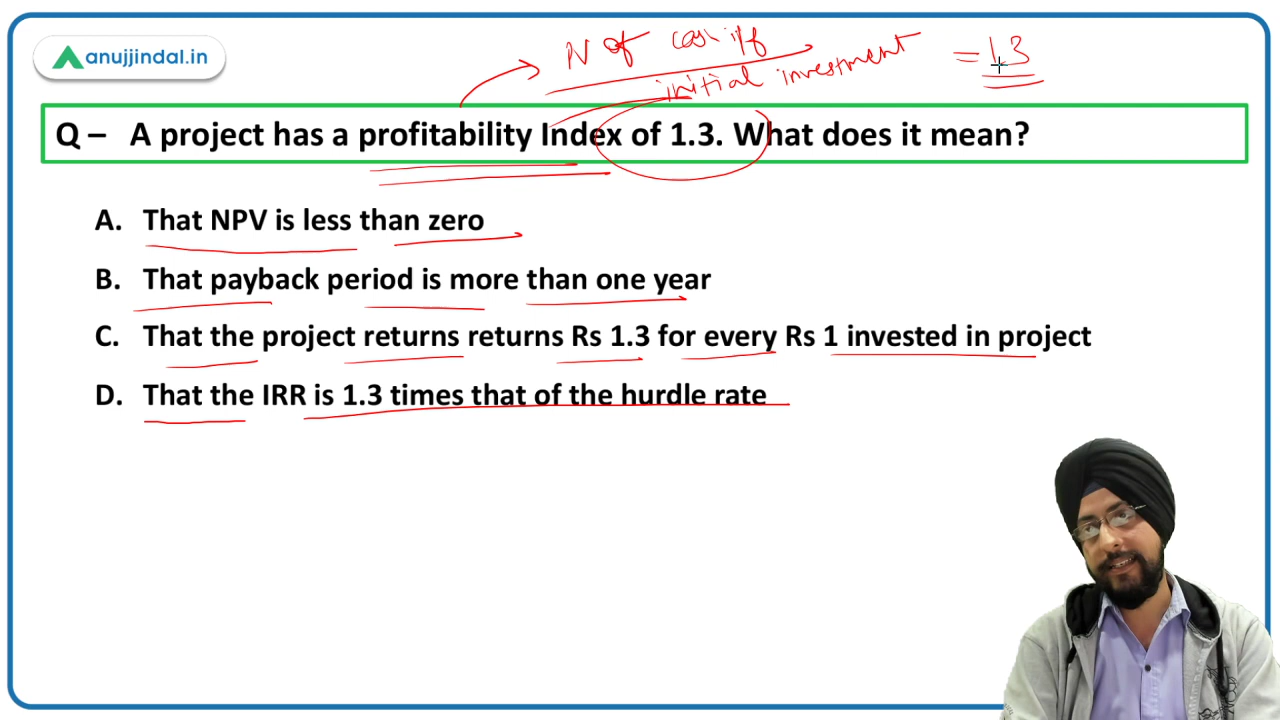 anujjindal.in
N of cash i/f
initial investment
= 1.3
Q – A project has a profitability Index of 1.3. What does it mean?
A. That NPV is less than zero
B. That payback period is more than one year
C. That the project returns returns Rs 1.3 for every Rs 1 invested in project
D. That the IRR is 1.3 times that of the hurdle rate